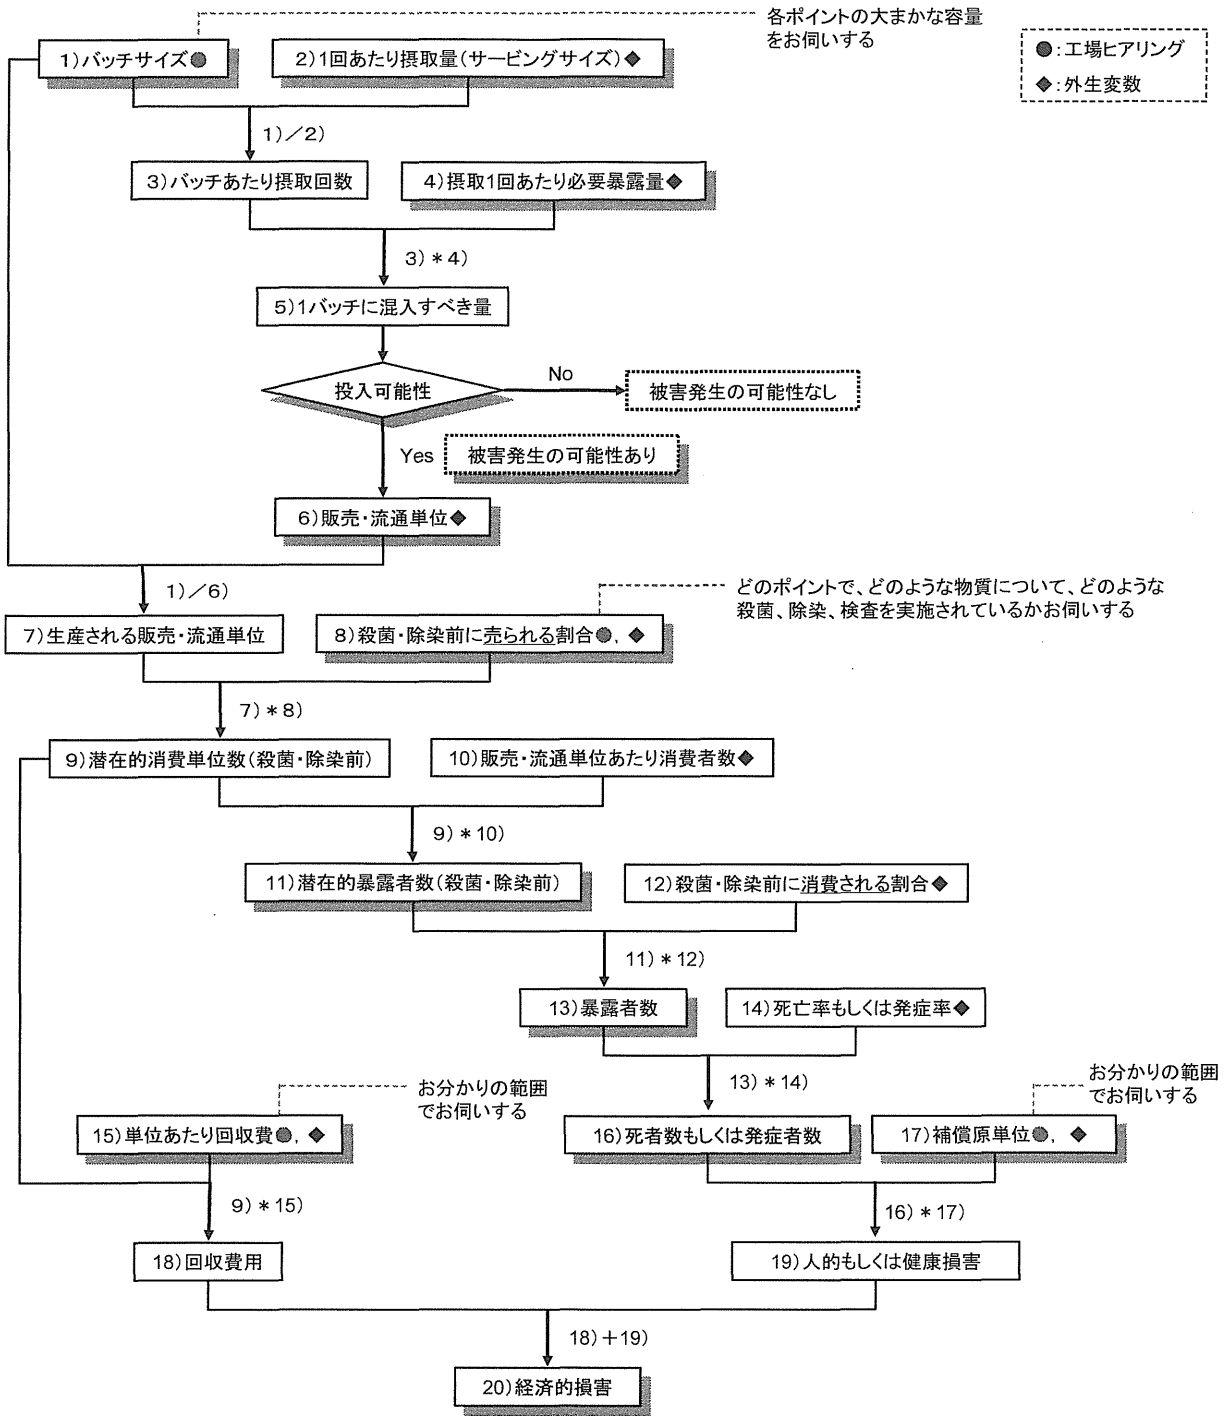 各ポイントの大まかな容量
をお伺いする
●:工場ヒアリング
◆:外生変数
1)バッチサイズ●
2)1回あたり摂取量(サービングサイズ)◆
1)/2)
3)バッチあたり摂取回数
4)摂取1回あたり必要暴露量◆
3)*4)
5)1バッチに混入すべき量
投入可能性
No
被害発生の可能性なし
Yes
被害発生の可能性あり
6)販売・流通単位◆
1)/6)
どのポイントで、どのような物質について、どのような
殺菌、除染、検査を実施されているかお伺いする
7)生産される販売・流通単位
8)殺菌・除染前に売られる割合●,◆
7)*8)
9)潜在的消費単位数(殺菌・除染前)
10)販売・流通単位あたり消費者数◆
9)*10)
11)潜在的暴露者数(殺菌・除染前)
12)殺菌・除染前に消費される割合◆
11)*12)
13)暴露者数
14)死亡率もしくは発症率◆
13)*14)
お分かりの範囲
でお伺いする
お分かりの範囲
でお伺いする
15)単位あたり回収費●,◆
16)死者数もしくは発症者数
17)補償原単位●,◆
9)*15)
16)*17)
18)回収費用
19)人的もしくは健康損害
18)+19)
20)経済的損害